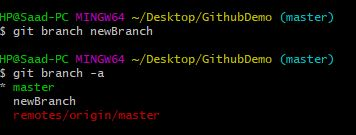 HP@Saad-PC MINGW64 ~/Desktop/GithubDemo (master)
$ git branch newBranch
HP@Saad-PC MINGW64 ~/Desktop/GithubDemo (master)
$ git branch -a
* master
newBranch
remotes/origin/master